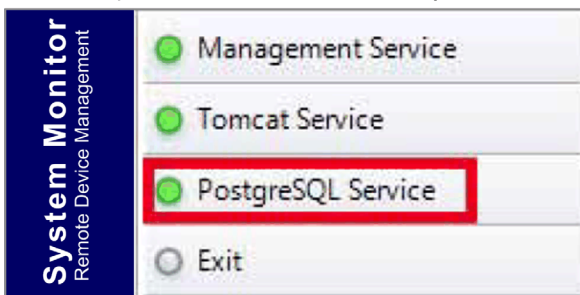 System Monitor
Remote Device Management
Management Service
Tomcat Service
PostgreSQL Service
Exit